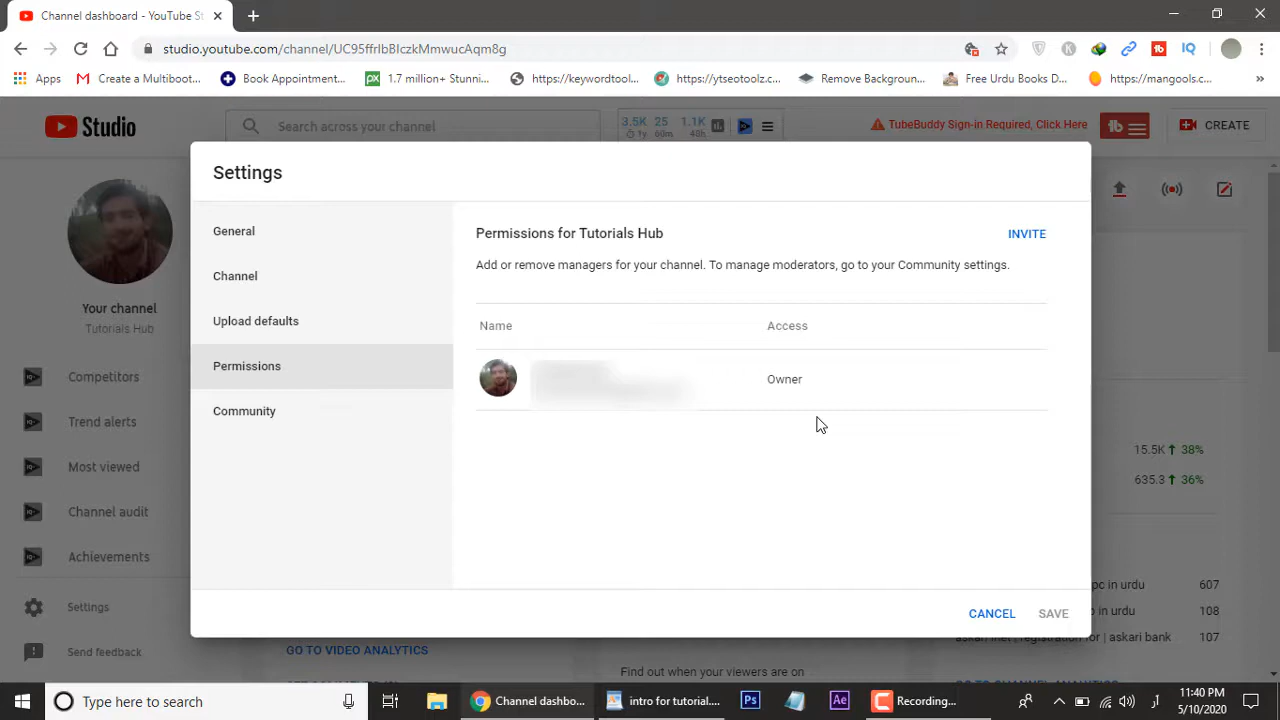 Channel dashboard - YouTube St
studio.youtube.com/channel/UC95ffrIbBIczkMmwucAqm8g
Apps
Create a Multiboot...
Book Appointment...
1.7 million+ Stunni...
https://keywordtool...
https://ytseotoolz.c...
Remove Backgroun...
Free Urdu Books D...
https://mangools.c...
»
Studio
Search across your channel
3.5K 25 1.1K
1y 60m 48h
TubeBuddy Sign-in Required, Click Here
tb
CREATE
Settings
General
Channel
Upload defaults
Permissions
Community
Permissions for Tutorials Hub
INVITE
Add or remove managers for your channel. To manage moderators, go to your Community settings.
Name
Access
Owner
CANCEL
SAVE
Your channel
Tutorials Hub
Competitors
Trend alerts
Most viewed
Channel audit
Achievements
Settings
Send feedback
15.5K 38%
635.3 36%
pc in urdu 607
in urdu 108
askari inet , registration for | askari bank 107
GO TO VIDEO ANALYTICS
Find out when your viewers are on
Type here to search
Channel dashbo...
intro for tutorial....
Ps
Ae
Recording...
11:40 PM
5/10/2020